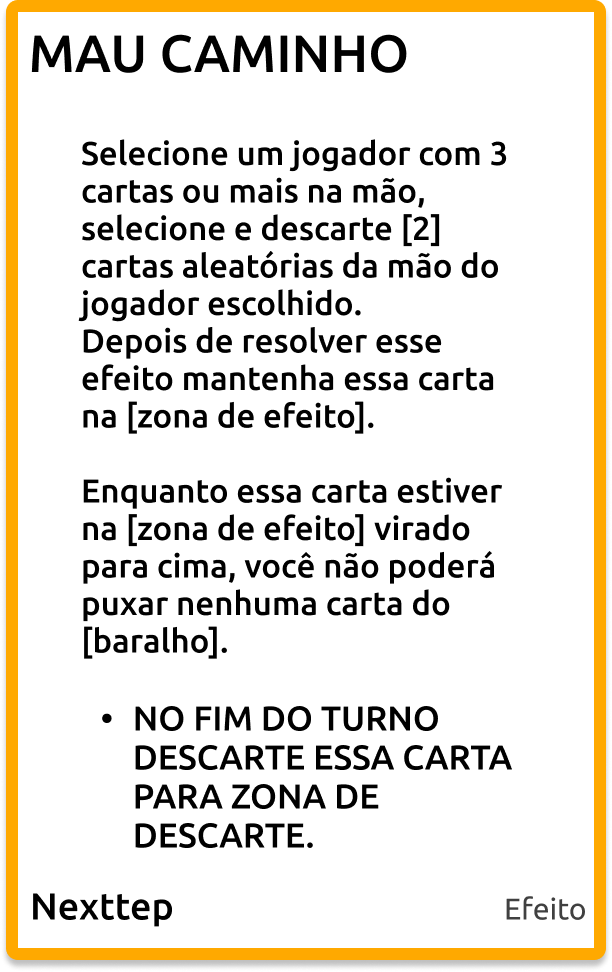 MAU CAMINHO
Selecione um jogador com 3
cartas ou mais na mão,
selecione e descarte [2]
cartas aleatórias da mão do
jogador escolhido.
Depois de resolver esse
efeito mantenha essa carta
na [zona de efeito].
Enquanto essa carta estiver
na [zona de efeito] virado
para cima, você não poderá
puxar nenhuma carta do
[baralho].
• NO FIM DO TURNO
DESCARTE ESSA CARTA
PARA ZONA DE
DESCARTE.
Nexttep
Efeito